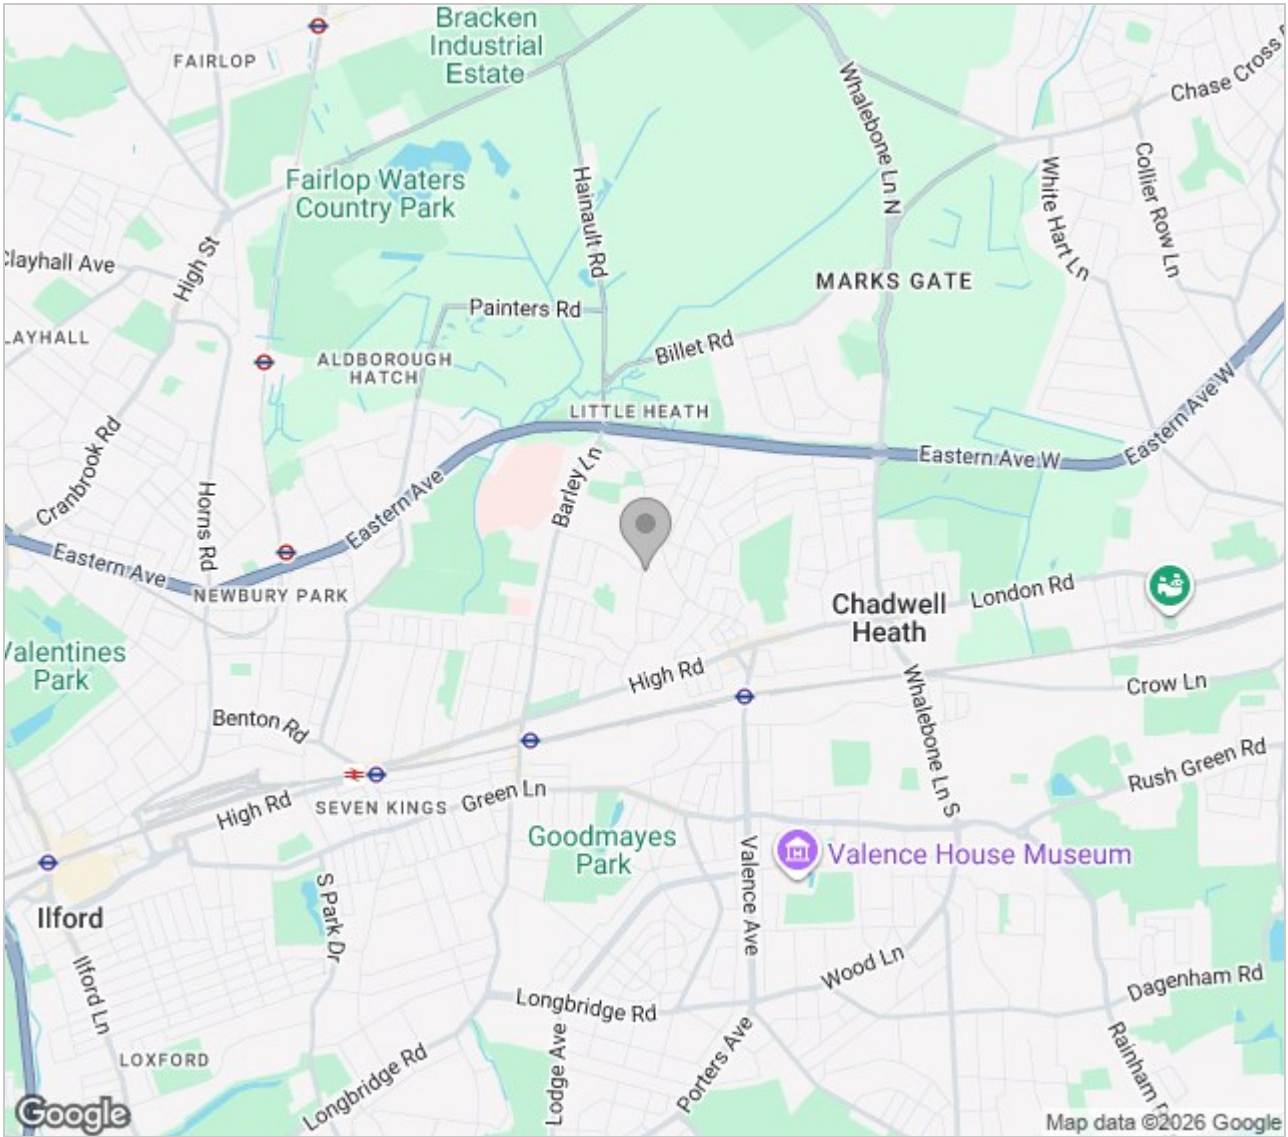 Bracken
Industrial
Estate
FAIRLOP
Chase Cross
Whalebone Ln N
Collier Row Ln
White Hart Ln
Fairlop Waters
Country Park
Hainault Rd
Clayhall Ave
High St
MARKS GATE
Painters Rd
LAYHALL
ALDBOROUGH
HATCH
Billet Rd
LITTLE HEATH
Eastern Ave W
Eastern Ave W
Cranbrook Rd
Horns Rd
Barley Ln
Eastern Ave
Eastern Ave
NEWBURY PARK
London Rd
Chadwell
Heath
Valentines
Park
High Rd
Crow Ln
Whalebone Ln S
Benton Rd
Rush Green Rd
High Rd
SEVEN KINGS
Green Ln
Goodmayes
Park
Valence Ave
Valence House Museum
Ilford
S Park Dr
Ilford Ln
Wood Ln
Dagenham Rd
Longbridge Rd
LOXFORD
Longbridge Rd
Lodge Ave
Porters Ave
Rainham
Google
Map data ©2026 Google